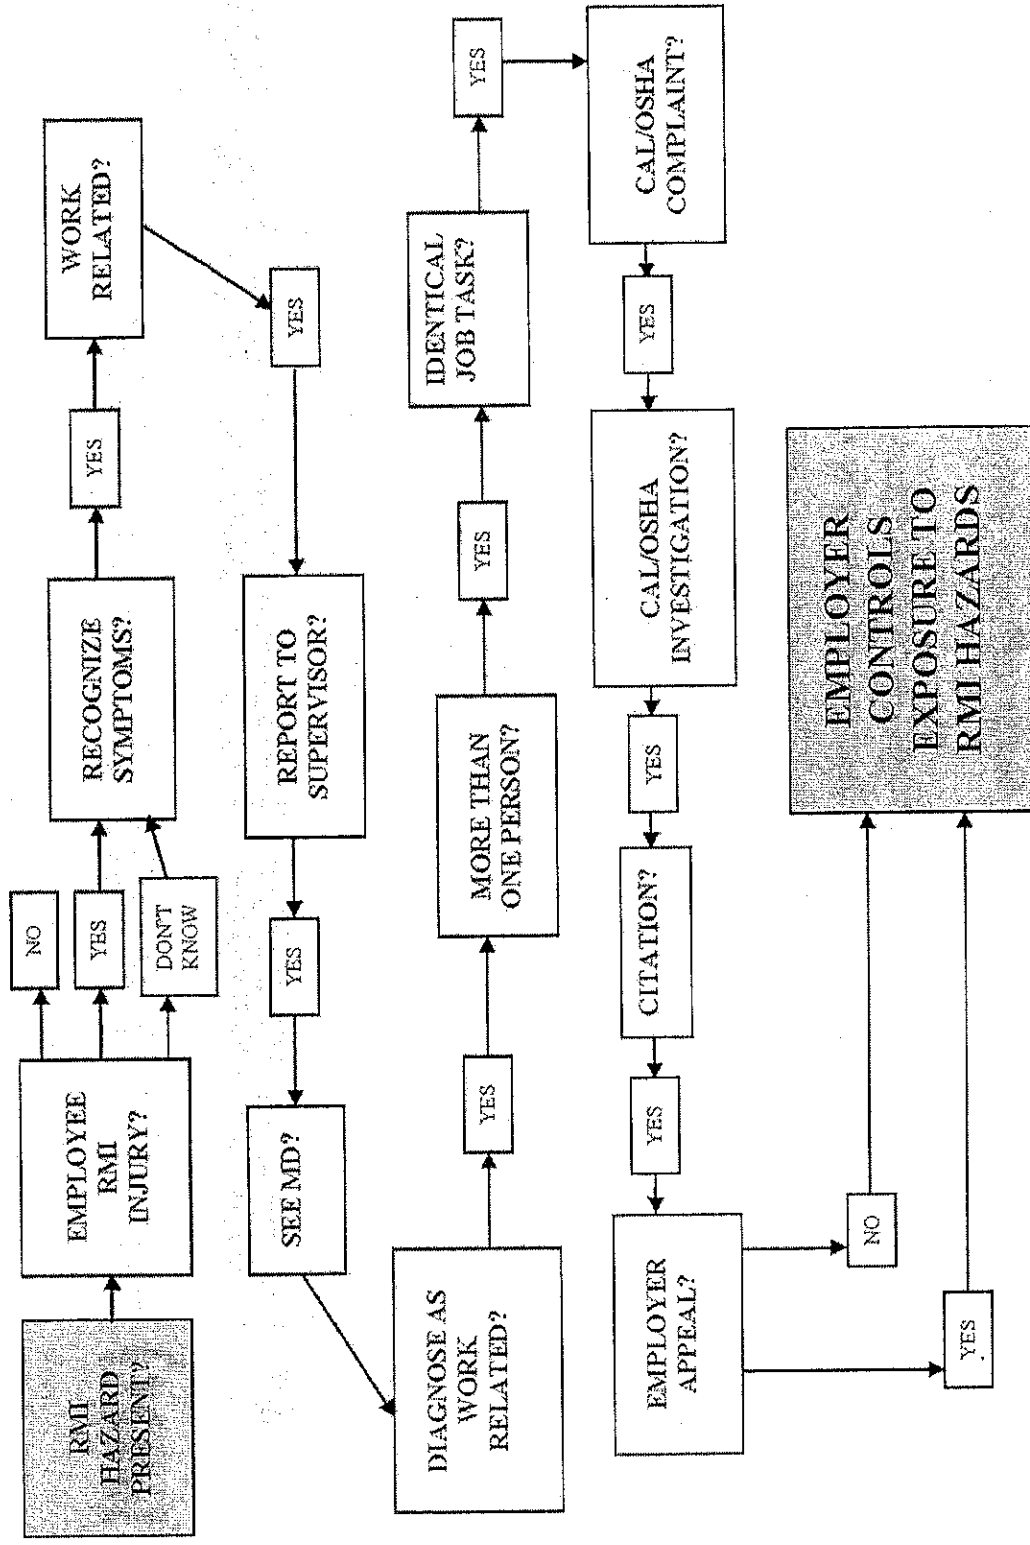 RMI
HAZARD
PRESENT?
EMPLOYEE
RMI
INJURY?
NO
YES
DON'T
KNOW
RECOGNIZE
SYMPTOMS?
YES
WORK
RELATED?
YES
REPORT TO
SUPERVISOR?
YES
SEE MD?
DIAGNOSE AS
WORK
RELATED?
YES
MORE THAN
ONE PERSON?
YES
IDENTICAL
JOB TASK?
YES
CAL/OSHA
COMPLAINT?
YES
CAL/OSHA
INVESTIGATION?
YES
CITATION?
YES
EMPLOYER
APPEAL?
NO
YES
EMPLOYER
CONTROLS
EXPOSURE TO
RMI HAZARDS